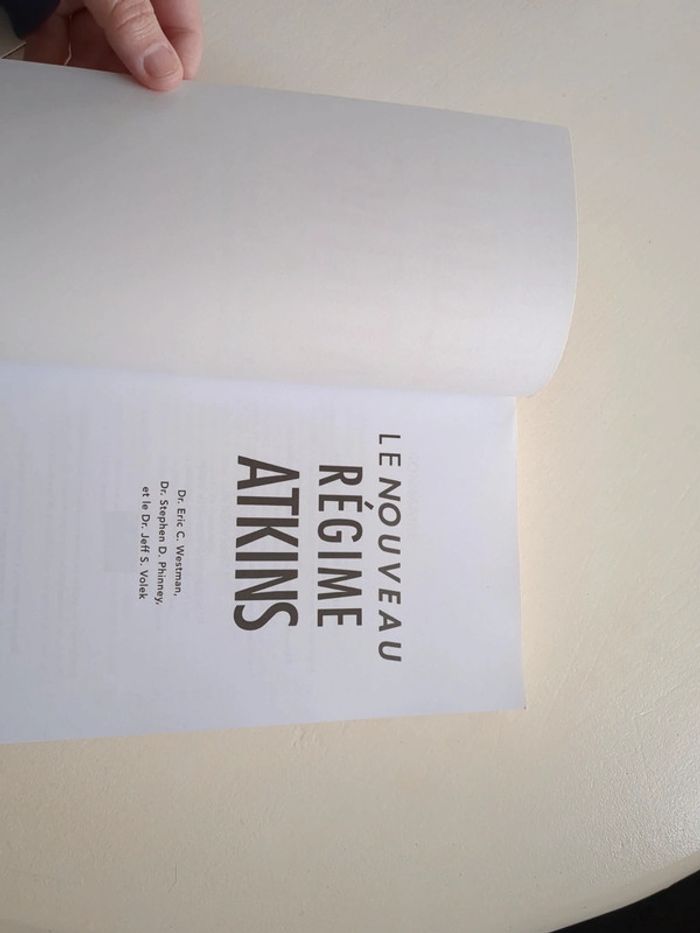 LE NOUVEAU
RÉGIME
ATKINS
Dr. Eric C. Westman,
Dr. Stephen D. Phinney,
et le Dr. Jeff S. Volek